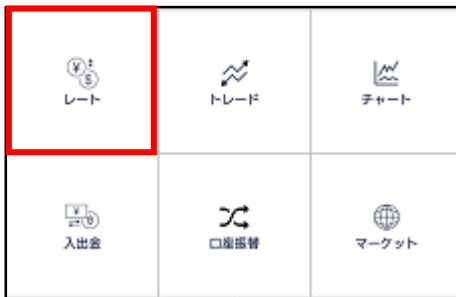 レート
トレード
チャート
入出金
口座振替
マーケット